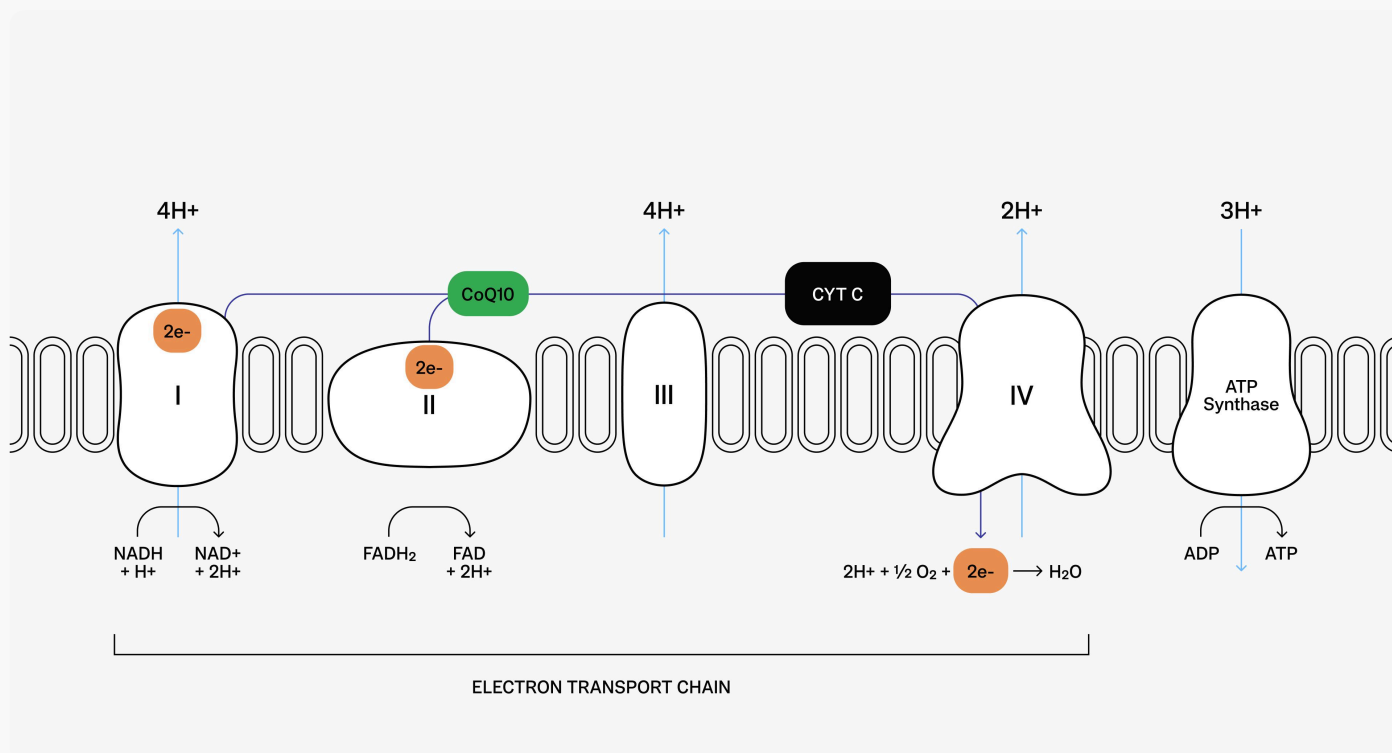 4H+
4H+
2H+
3H+
CoQ10
CYT C
2e-
2e-
I
II
III
IV
ATP
Synthase
NADH
+ H+
NAD+
+ 2H+
FADH₂
FAD
+ 2H+
2H+ + ½ O₂ + 2e- → H₂O
ADP
ATP
ELECTRON TRANSPORT CHAIN